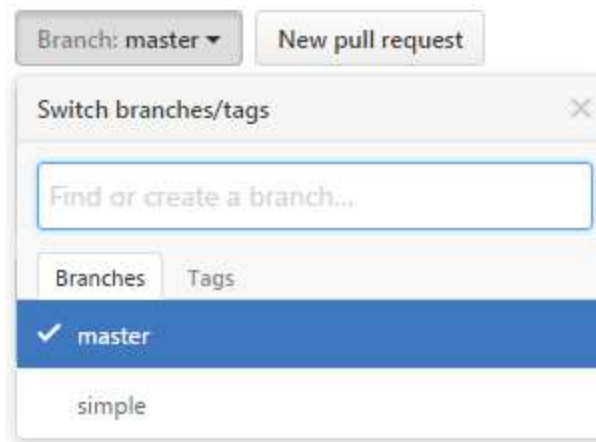 Branch: master New pull request
Switch branches/tags
Find or create a branch...
Branches Tags
master
simple